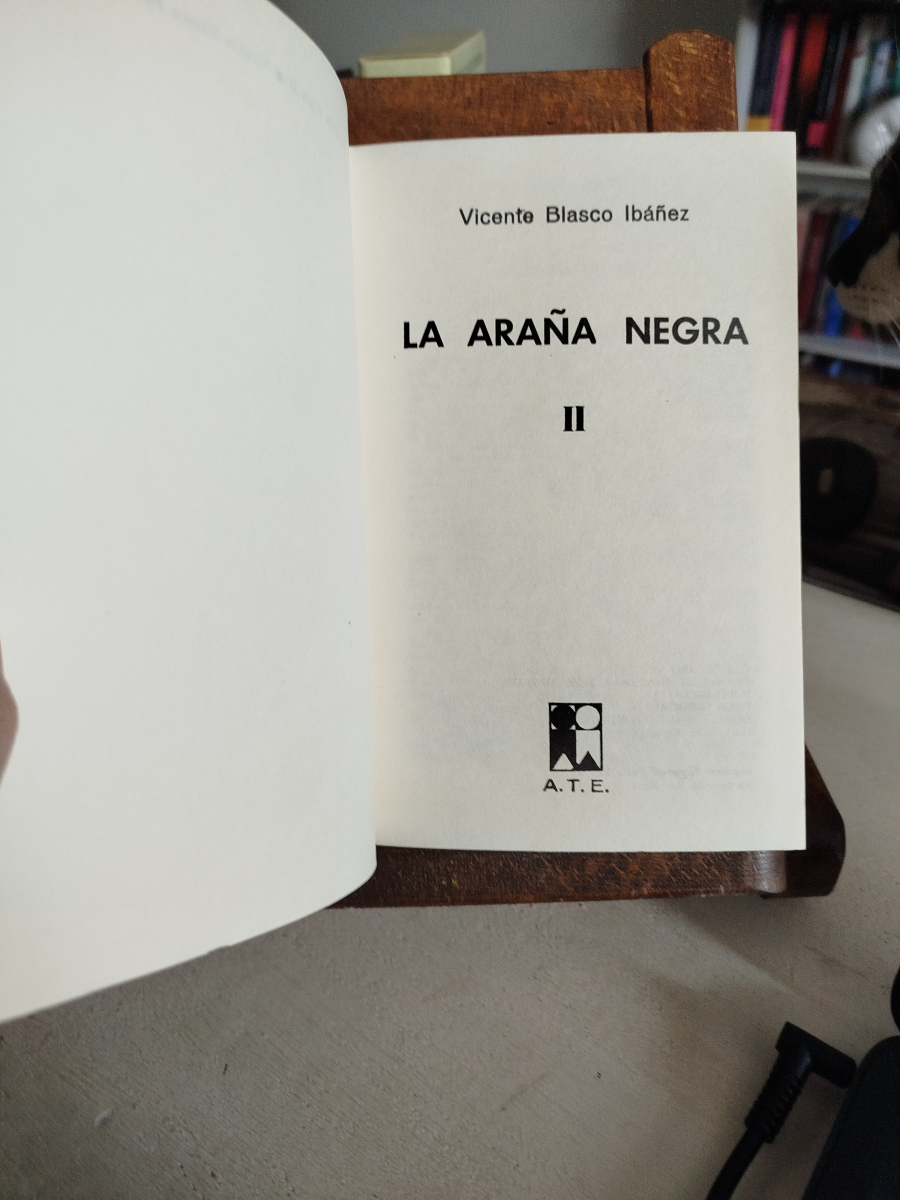 Vicente Blasco Ibáñez
LA ARAÑA NEGRA
II
A.T.E.